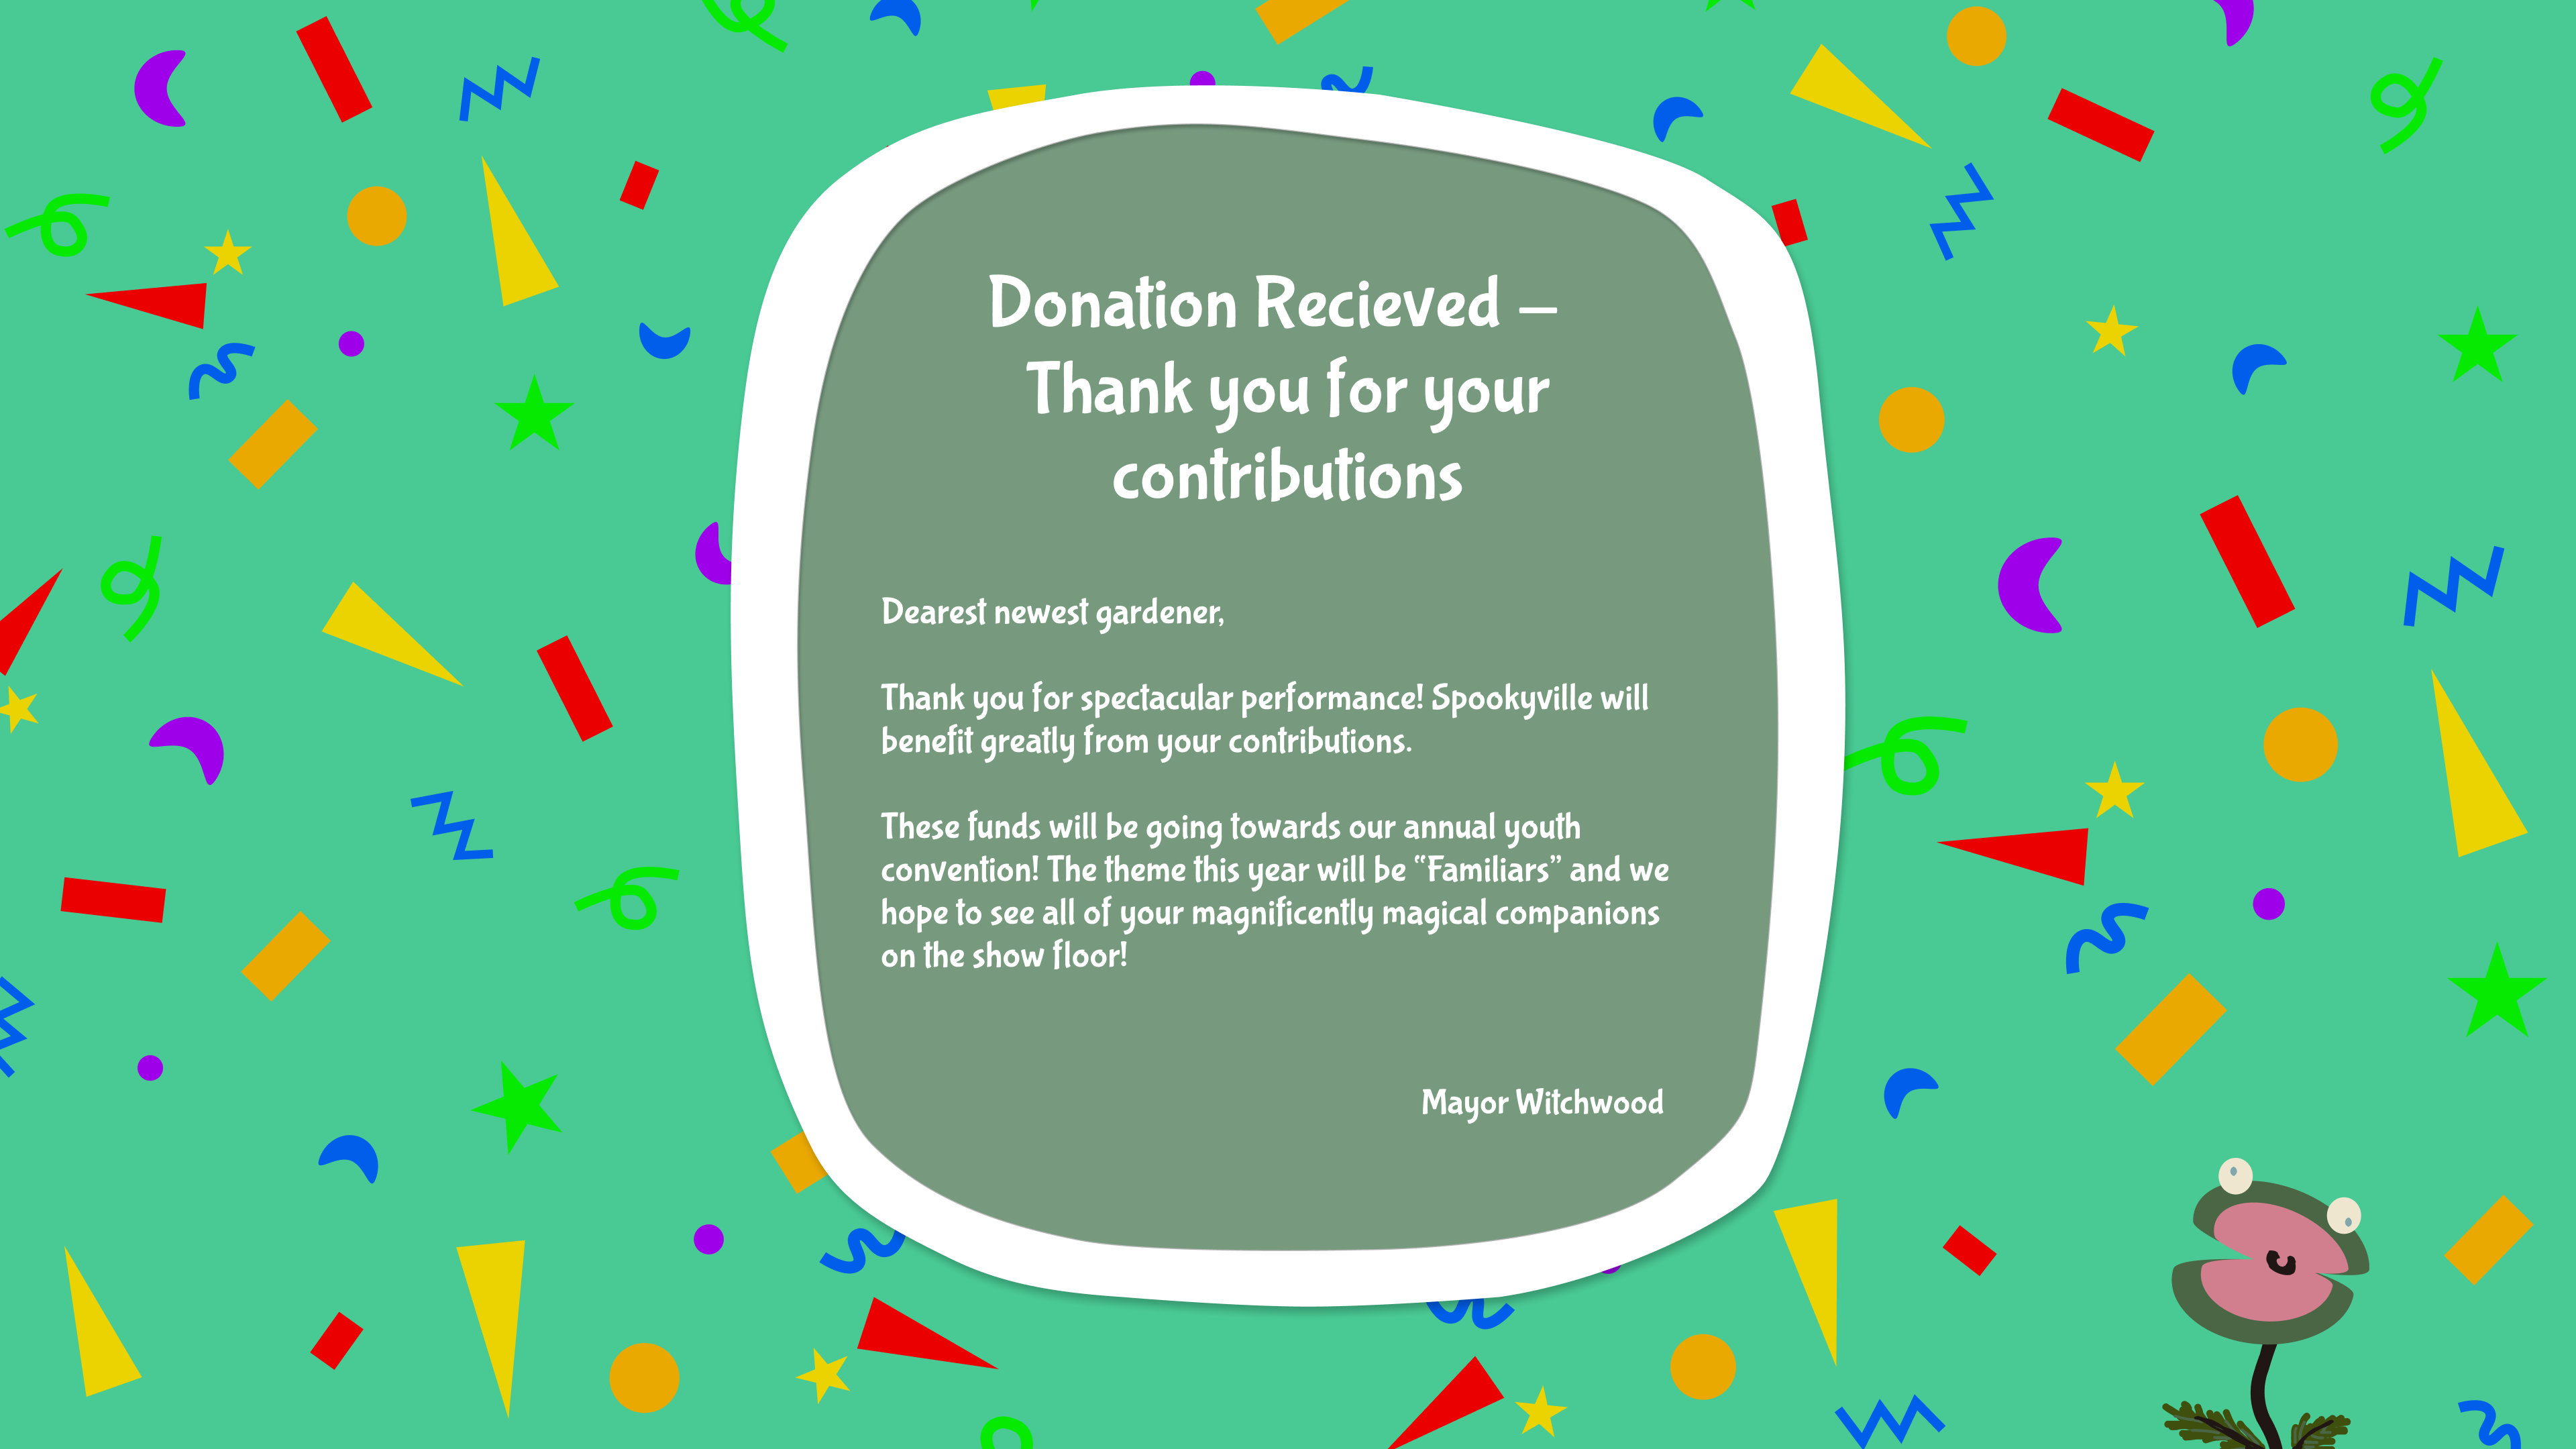 Donation Recieved –
Thank you for your
contributions
Dearest newest gardener,
Thank you for spectacular performance! Spookyville will
benefit greatly from your contributions.
These funds will be going towards our annual youth
convention! The theme this year will be “Familiars” and we
hope to see all of your magnificently magical companions
on the show floor!
Mayor Witchwood